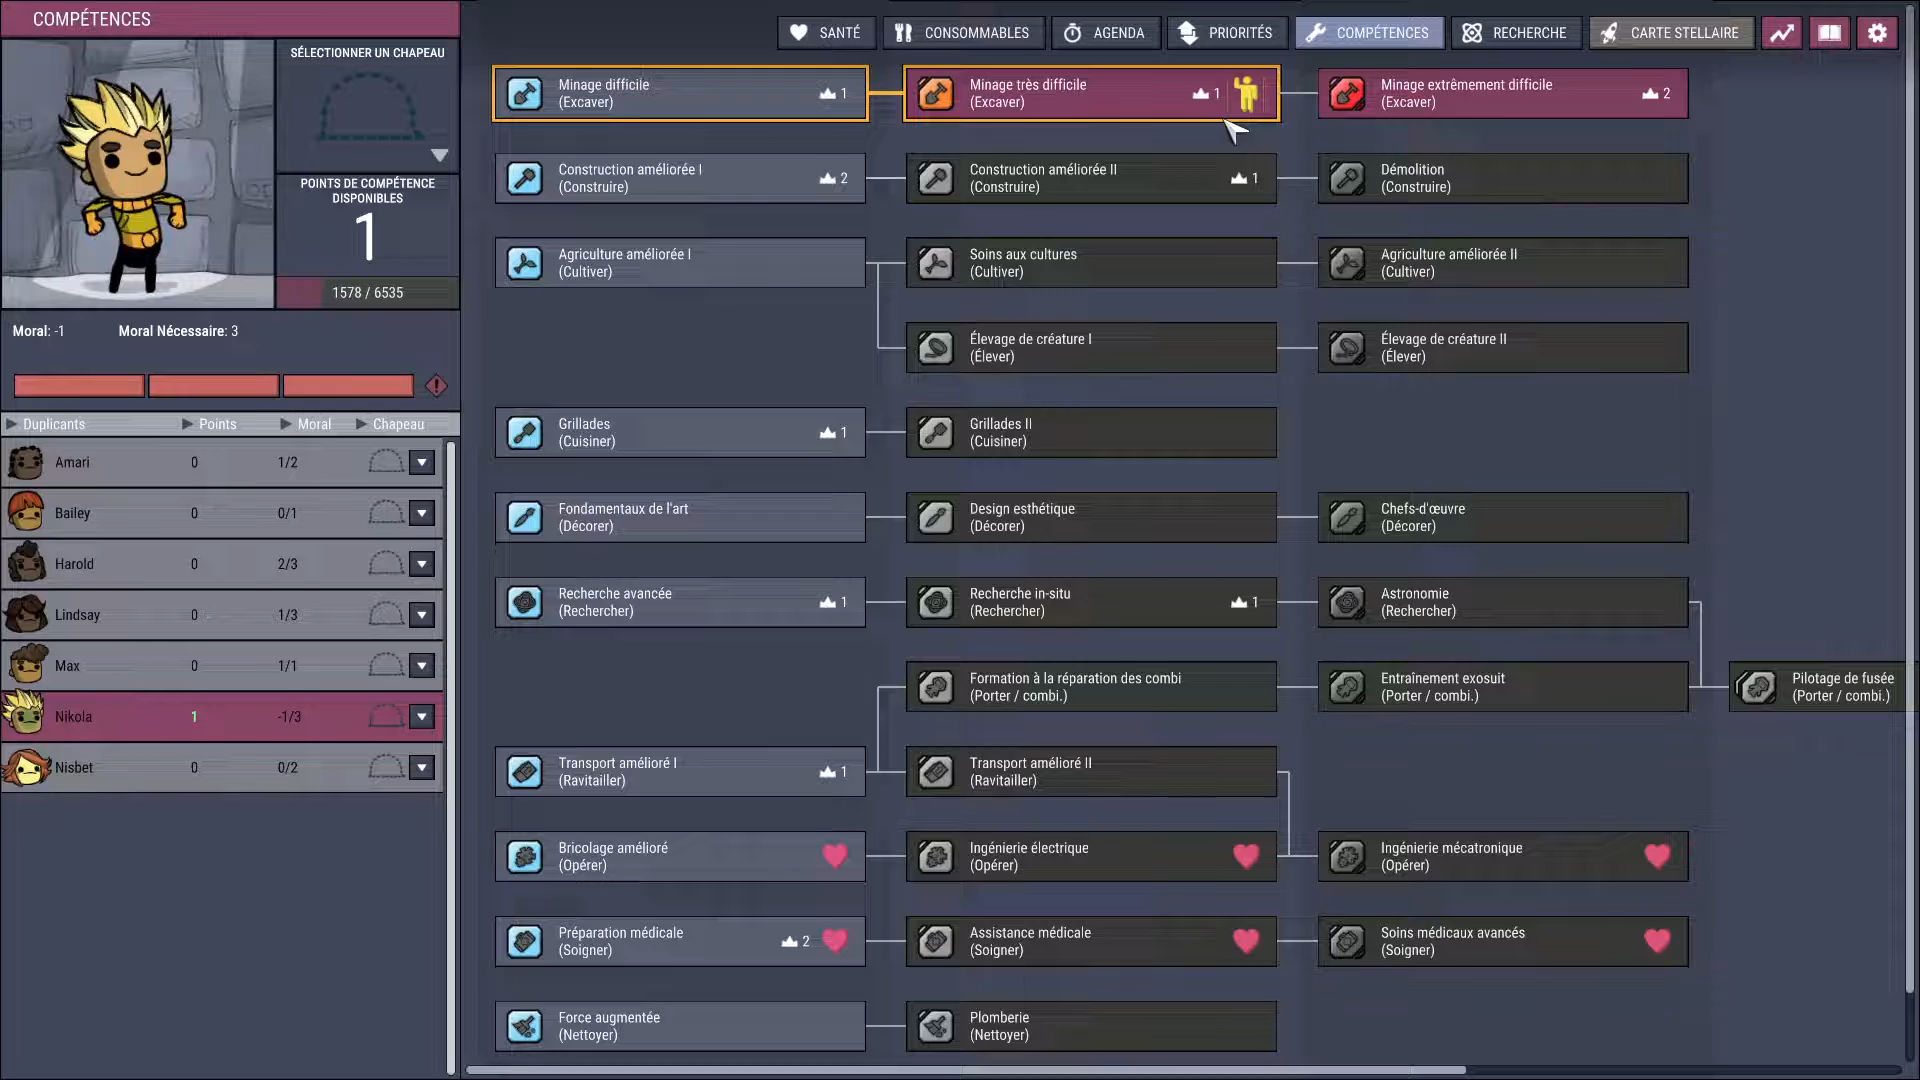 COMPÉTENCES
SANTÉ
CONSOMMABLES
AGENDA
PRIORITÉS
COMPÉTENCES
RECHERCHE
CARTE STELLAIRE
SÉLECTIONNER UN CHAPEAU
POINTS DE COMPÉTENCE
DISPONIBLES
1
1578 / 6535
Moral: -1
Moral Nécessaire: 3
Duplicants Points Moral Chapeau
Amari 0 1/2
Bailey 0 0/1
Harold 0 2/3
Lindsay 0 1/3
Max 0 1/1
Nikola 1 -1/3
Nisbet 0 0/2
Minage difficile
(Excaver)
1
Minage très difficile
(Excaver)
1
Minage extrêmement difficile
(Excaver)
2
Construction améliorée I
(Construire)
2
Construction améliorée II
(Construire)
1
Démolition
(Construire)
Agriculture améliorée I
(Cultiver)
Soins aux cultures
(Cultiver)
Agriculture améliorée II
(Cultiver)
Élevage de créature I
(Élever)
Élevage de créature II
(Élever)
Grillades
(Cuisiner)
1
Grillades II
(Cuisiner)
Fondamentaux de l'art
(Décorer)
Design esthétique
(Décorer)
Chefs-d'œuvre
(Décorer)
Recherche avancée
(Rechercher)
1
Recherche in-situ
(Rechercher)
1
Astronomie
(Rechercher)
Formation à la réparation des combi
(Porter / combi.)
Entraînement exosuit
(Porter / combi.)
Pilotage de fusée
(Porter / combi.)
Transport amélioré I
(Ravitailler)
1
Transport amélioré II
(Ravitailler)
Bricolage amélioré
(Opérer)
Ingénierie électrique
(Opérer)
Ingénierie mécatronique
(Opérer)
Préparation médicale
(Soigner)
2
Assistance médicale
(Soigner)
Soins médicaux avancés
(Soigner)
Force augmentée
(Nettoyer)
Plomberie
(Nettoyer)